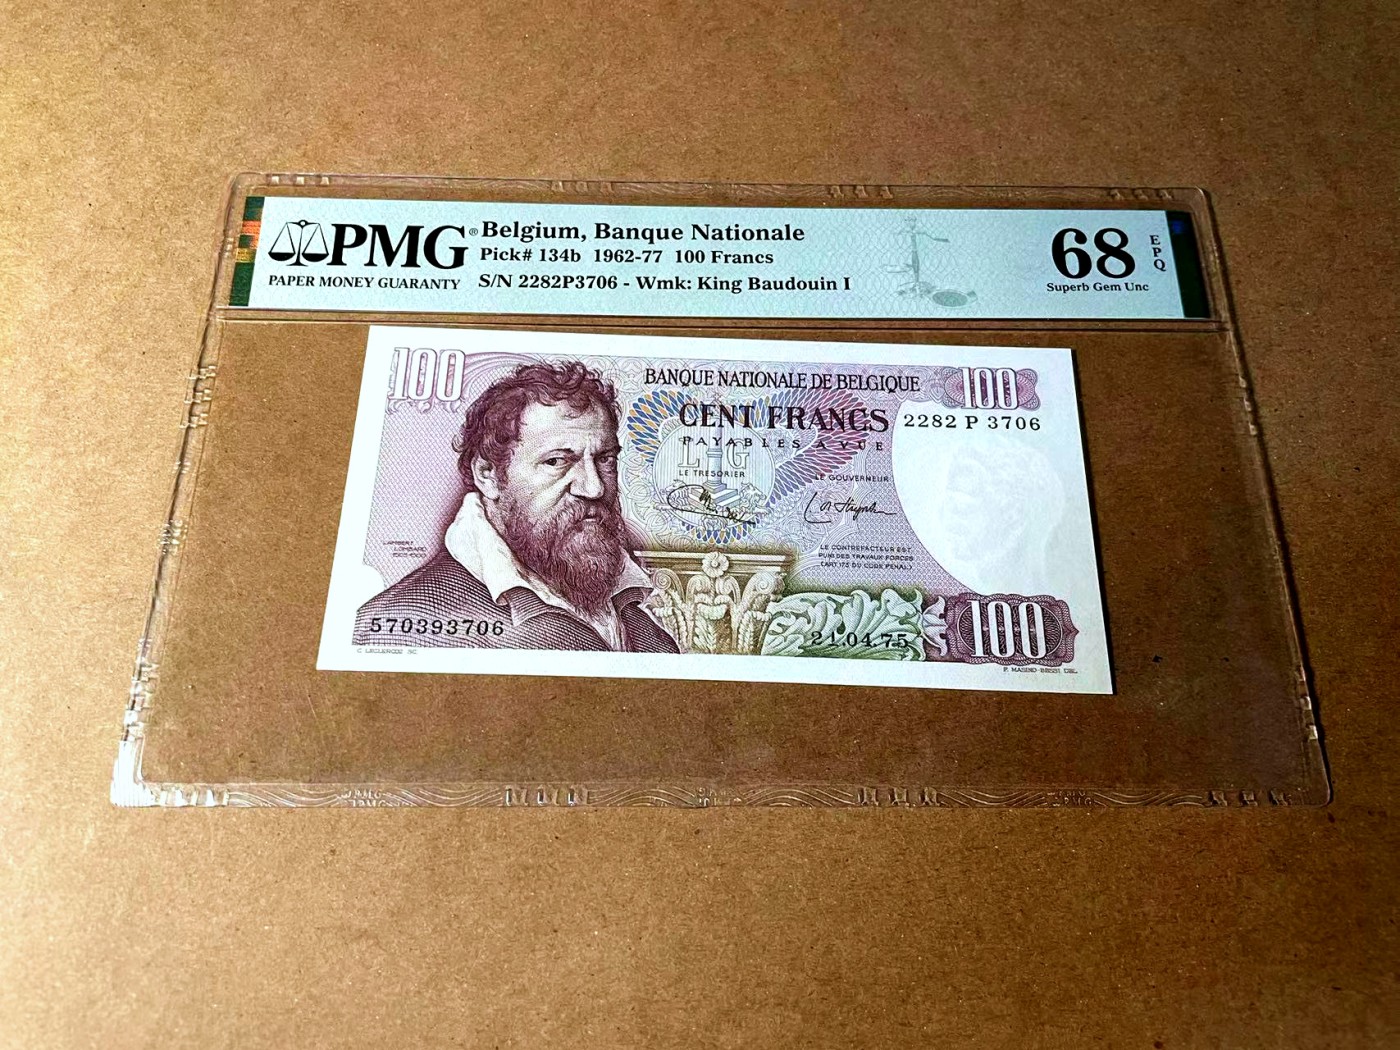 PMG®
PAPER MONEY GUARANTY
Belgium, Banque Nationale
Pick# 134b 1962-77 100 Francs
S/N 2282P3706 - Wmk: King Baudouin I
68
EPQ
Superb Gem Unc
100
BANQUE NATIONALE DE BELGIQUE
100
CENT FRANCS
2282 P 3706
PAYABLES A VUE
LE TRESORIER
LE GOUVERNEUR
LAMBERT
LOMBARD
LE CONTREFACTEUR EST
PUNI DES TRAVAUX FORCES
(ART 173 DU CODE PENAL)
570393706
21.04.75
100